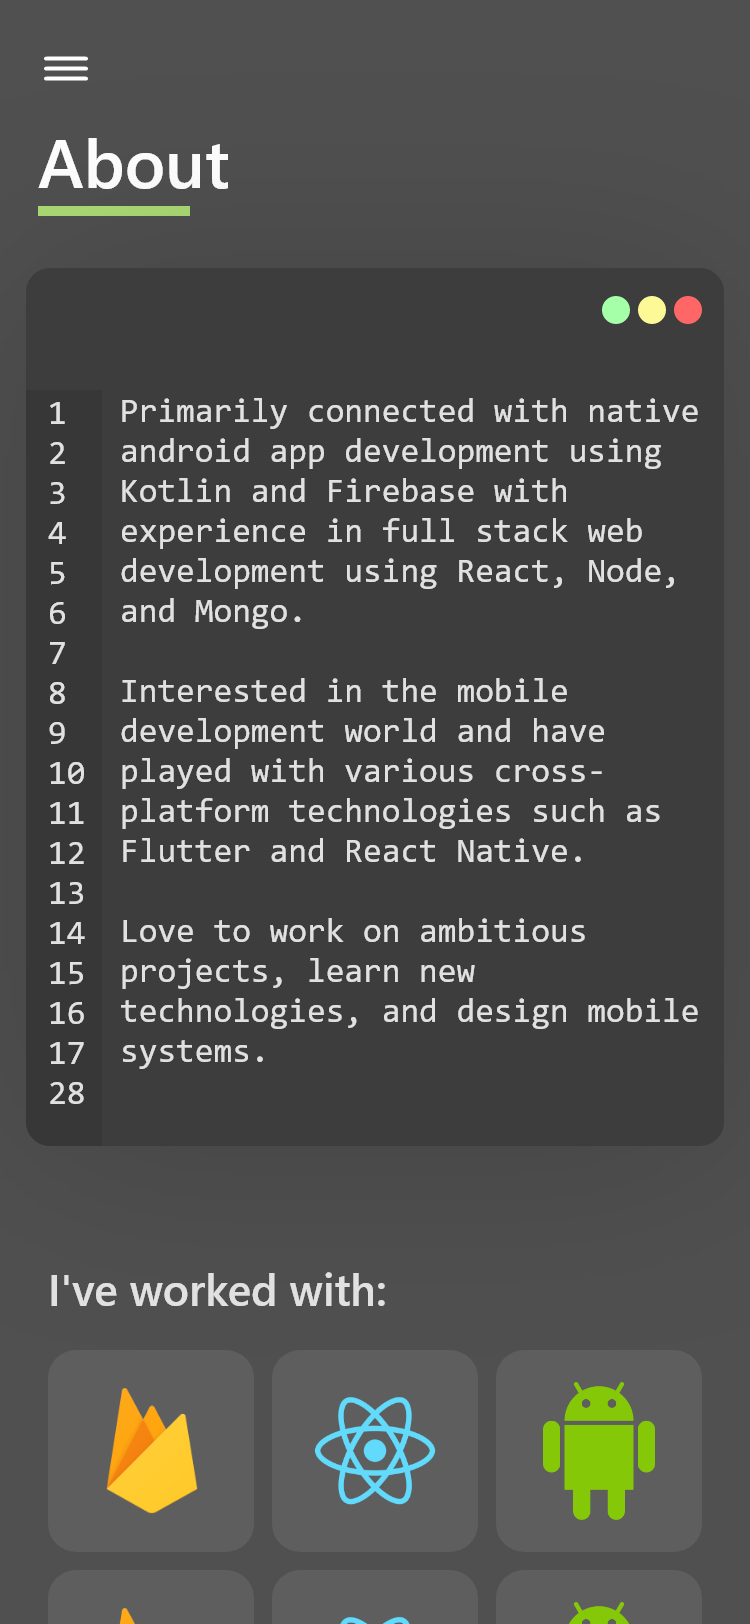 About
1 Primarily connected with native
2 android app development using
3 Kotlin and Firebase with
4 experience in full stack web
5 development using React, Node,
6 and Mongo.
7
8 Interested in the mobile
9 development world and have
10 played with various cross-
11 platform technologies such as
12 Flutter and React Native.
13
14 Love to work on ambitious
15 projects, learn new
16 technologies, and design mobile
17 systems.
28
I've worked with: